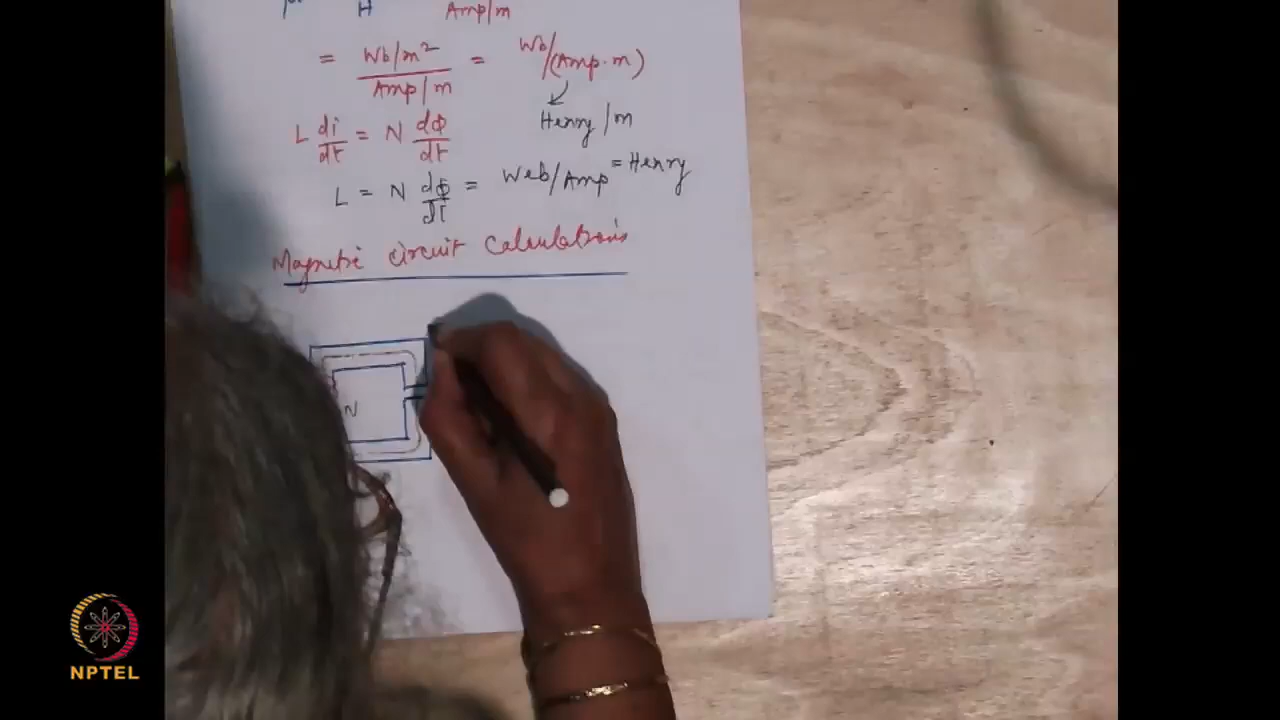 μ H Amp/m
= Wb/m² / Amp/m = Wb/(Amp.m)
Henry/m
L di/dt = N dΦ/dt
L = N dΦ/dI = Web/Amp = Henry
Magnetic circuit Calculations
N
NPTEL